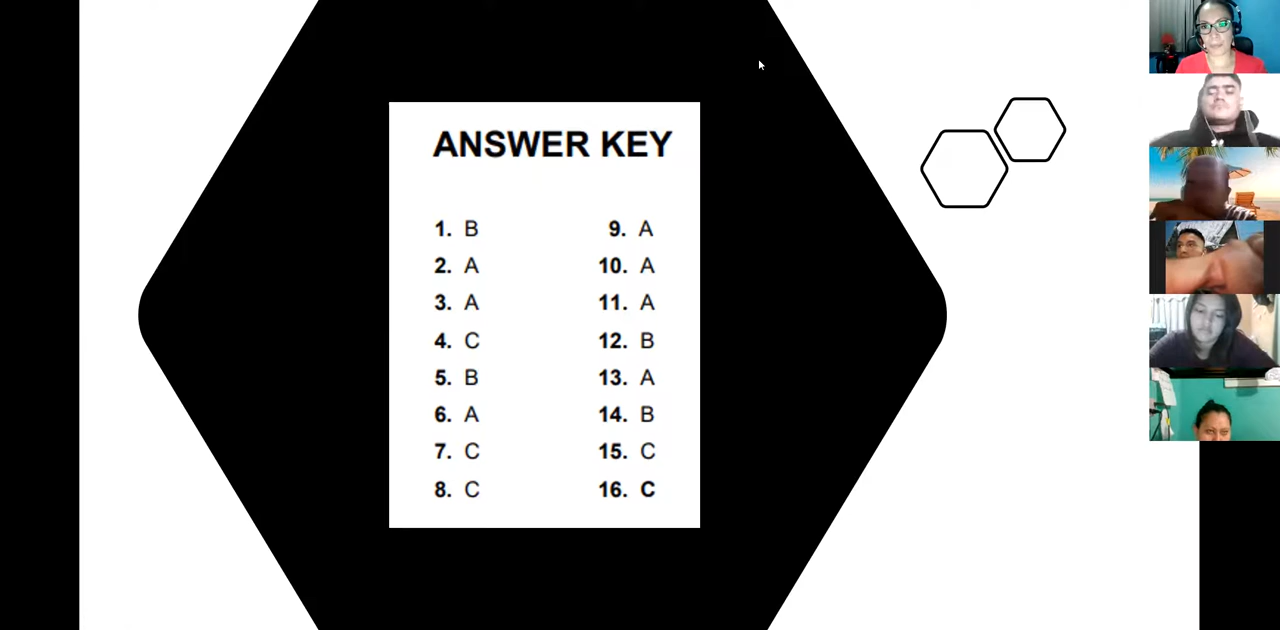 ANSWER KEY
1. B
2. A
3. A
4. C
5. B
6. A
7. C
8. C
9. A
10. A
11. A
12. B
13. A
14. B
15. C
16. C